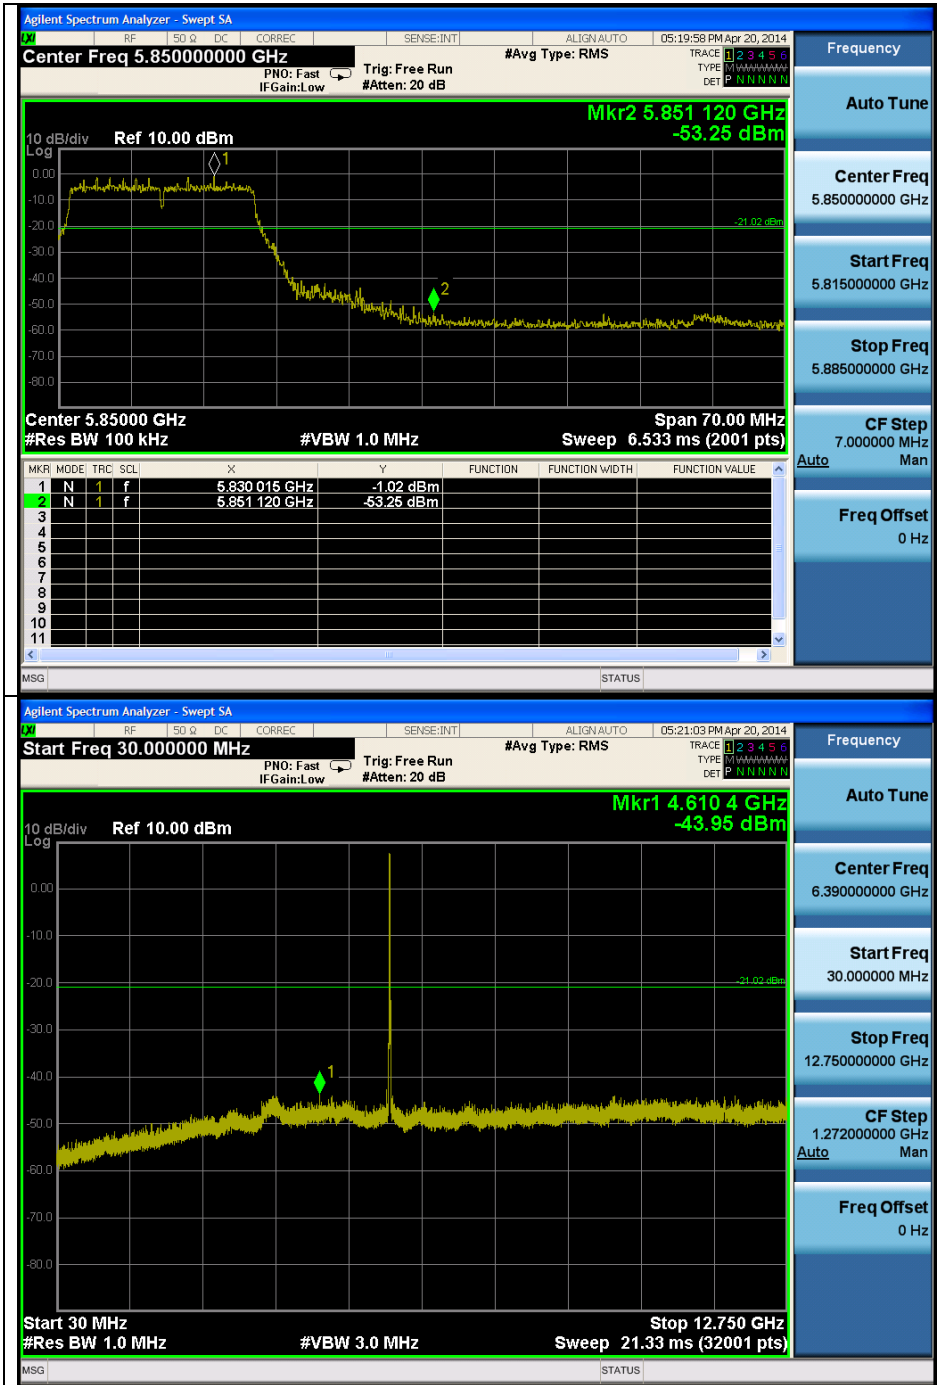 Agilent Spectrum Analyzer - Swept SA
LXI RF 50 Ω DC CORREC SENSE:INT ALIGN AUTO 05:19:58 PM Apr 20, 2014
Center Freq 5.850000000 GHz
PNO: Fast
IFGain:Low
Trig: Free Run
#Atten: 20 dB
#Avg Type: RMS
TRACE 1 2 3 4 5 6
TYPE M WWWWW
DET P N N N N N
Frequency
Mkr2 5.851 120 GHz
-53.25 dBm
10 dB/div Ref 10.00 dBm
Log
1
0.00
-10.0
-20.0
-21.02 dBm
-30.0
-40.0
2
-50.0
-60.0
-70.0
-80.0
Center 5.85000 GHz Span 70.00 MHz
#Res BW 100 kHz #VBW 1.0 MHz Sweep 6.533 ms (2001 pts)
MKR MODE TRC SCL X Y FUNCTION FUNCTION WIDTH FUNCTION VALUE
1 N 1 f 5.830 015 GHz -1.02 dBm
2 N 1 f 5.851 120 GHz -53.25 dBm
3
4
5
6
7
8
9
10
11
MSG STATUS
Auto Tune
Center Freq
5.850000000 GHz
Start Freq
5.815000000 GHz
Stop Freq
5.885000000 GHz
CF Step
7.000000 MHz
Auto Man
Freq Offset
0 Hz
Agilent Spectrum Analyzer - Swept SA
LXI RF 50 Ω DC CORREC SENSE:INT ALIGN AUTO 05:21:03 PM Apr 20, 2014
Start Freq 30.000000 MHz
PNO: Fast
IFGain:Low
Trig: Free Run
#Atten: 20 dB
#Avg Type: RMS
TRACE 1 2 3 4 5 6
TYPE M WWWWW
DET P N N N N N
Frequency
Mkr1 4.610 4 GHz
-43.95 dBm
10 dB/div Ref 10.00 dBm
Log
0.00
-10.0
-20.0
-21.02 dBm
-30.0
-40.0
1
-50.0
-60.0
-70.0
-80.0
Start 30 MHz Stop 12.750 GHz
#Res BW 1.0 MHz #VBW 3.0 MHz Sweep 21.33 ms (32001 pts)
MSG STATUS
Auto Tune
Center Freq
6.390000000 GHz
Start Freq
30.000000 MHz
Stop Freq
12.750000000 GHz
CF Step
1.272000000 GHz
Auto Man
Freq Offset
0 Hz